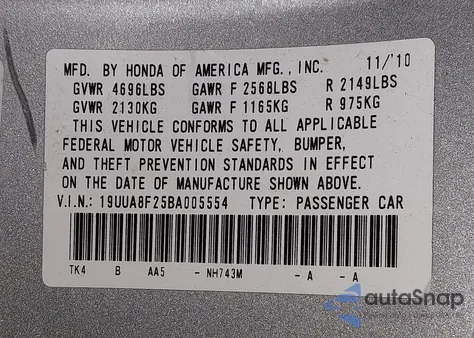 MFD. BY HONDA OF AMERICA MFG., INC. 11/'10
GVWR 4696LBS GAWR F 2568LBS R 2149LBS
GVWR 2130KG GAWR F 1165KG R 975KG
THIS VEHICLE CONFORMS TO ALL APPLICABLE
FEDERAL MOTOR VEHICLE SAFETY, BUMPER,
AND THEFT PREVENTION STANDARDS IN EFFECT
ON THE DATE OF MANUFACTURE SHOWN ABOVE.
V.I.N.: 19UUA8F25BA005554 TYPE: PASSENGER CAR
TK4 B AA5 - NH743M - A - A
autoSnap